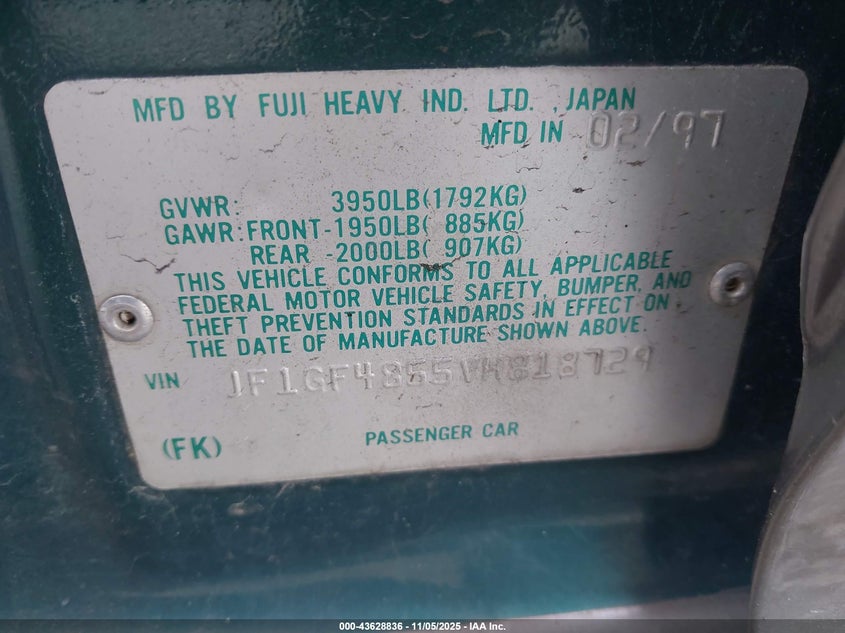 MFD BY FUJI HEAVY IND. LTD. , JAPAN
MFD IN 02/97
GVWR: 3950LB(1792KG)
GAWR:FRONT-1950LB( 885KG)
REAR -2000LB( 907KG)
THIS VEHICLE CONFORMS TO ALL APPLICABLE
FEDERAL MOTOR VEHICLE SAFETY, BUMPER, AND
THEFT PREVENTION STANDARDS IN EFFECT ON
THE DATE OF MANUFACTURE SHOWN ABOVE.
VIN JF1GF4855VH818729
(FK) PASSENGER CAR
000-43628836 - 11/05/2025 - IAA Inc.